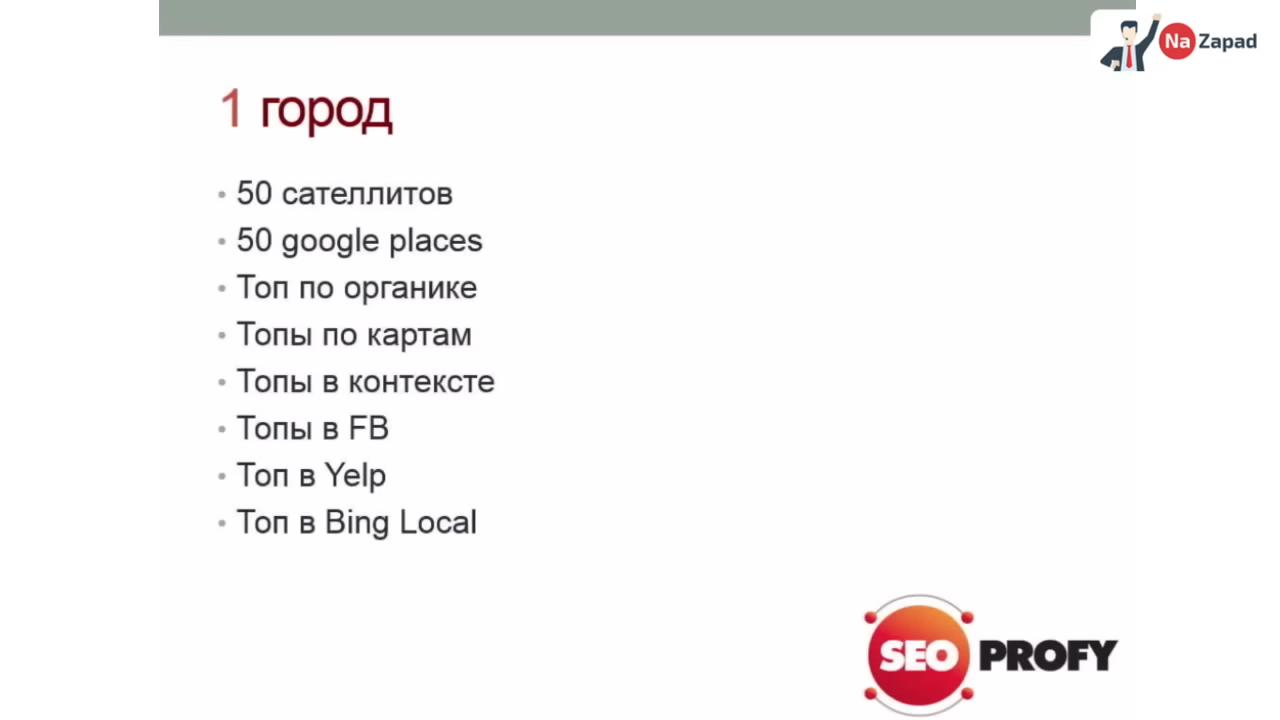 Na Zapad
1 город
50 сателлитов
50 google places
Топ по органике
Топы по картам
Топы в контексте
Топы в FB
Топ в Yelp
Топ в Bing Local
SEO PROFY